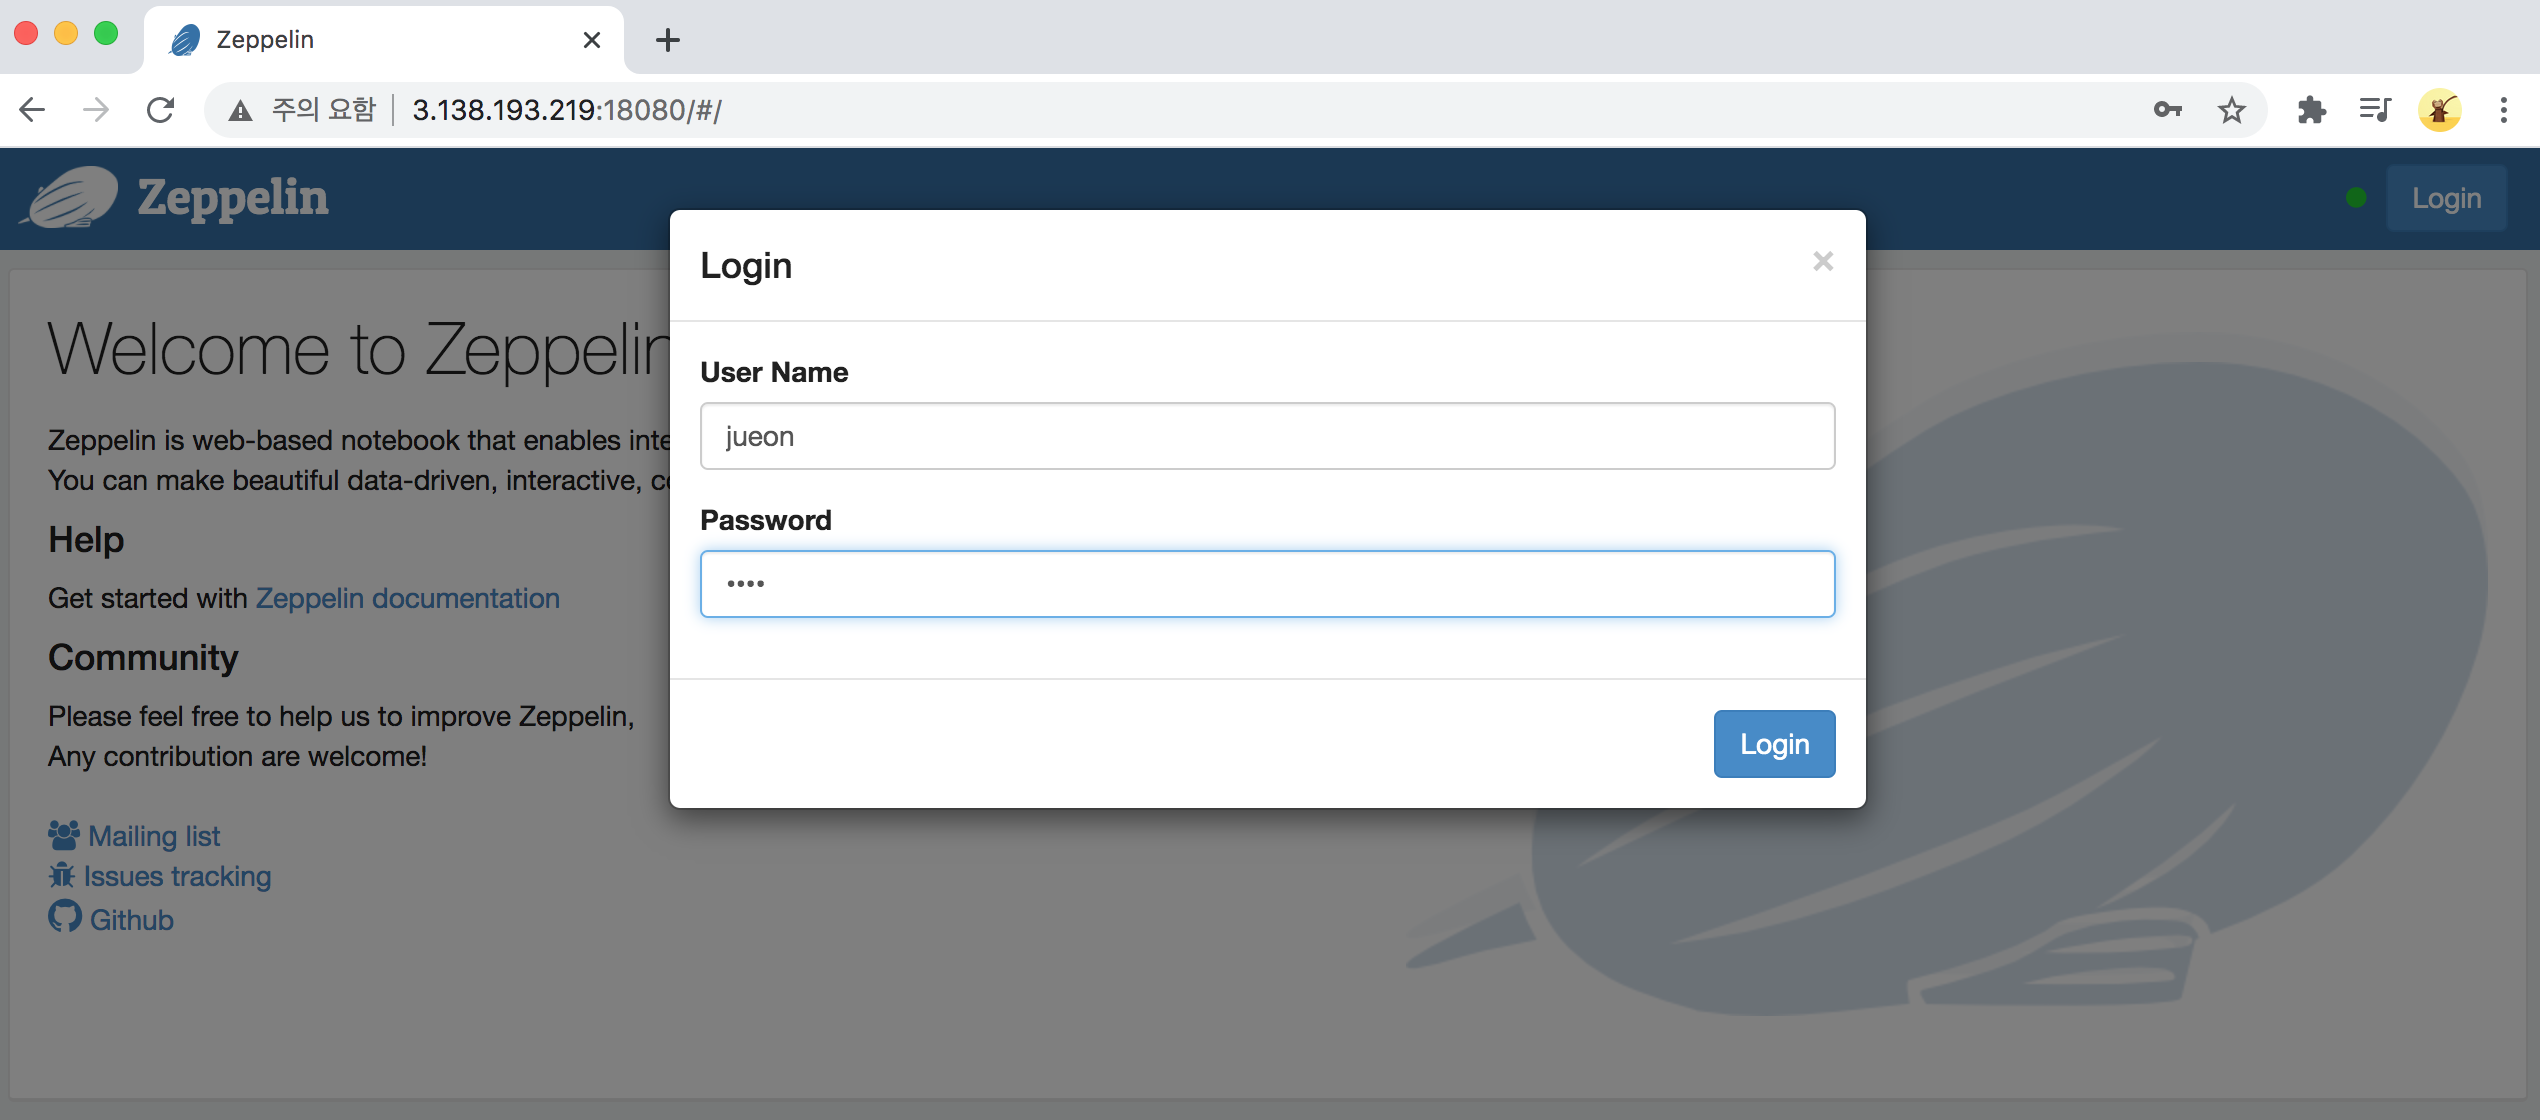 Zeppelin
주의 요함 3.138.193.219:18080/#/
Zeppelin
Login
Login
×
User Name
jueon
Password
••••
Login
Welcome to Zeppelin
Zeppelin is web-based notebook that enables
You can make beautiful data-driven, interactive,
Help
Get started with Zeppelin documentation
Community
Please feel free to help us to improve Zeppelin,
Any contribution are welcome!
Mailing list
Issues tracking
Github